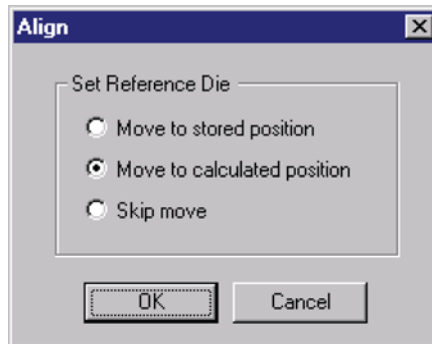 Align
Set Reference Die
Move to stored position
Move to calculated position
Skip move
OK
Cancel